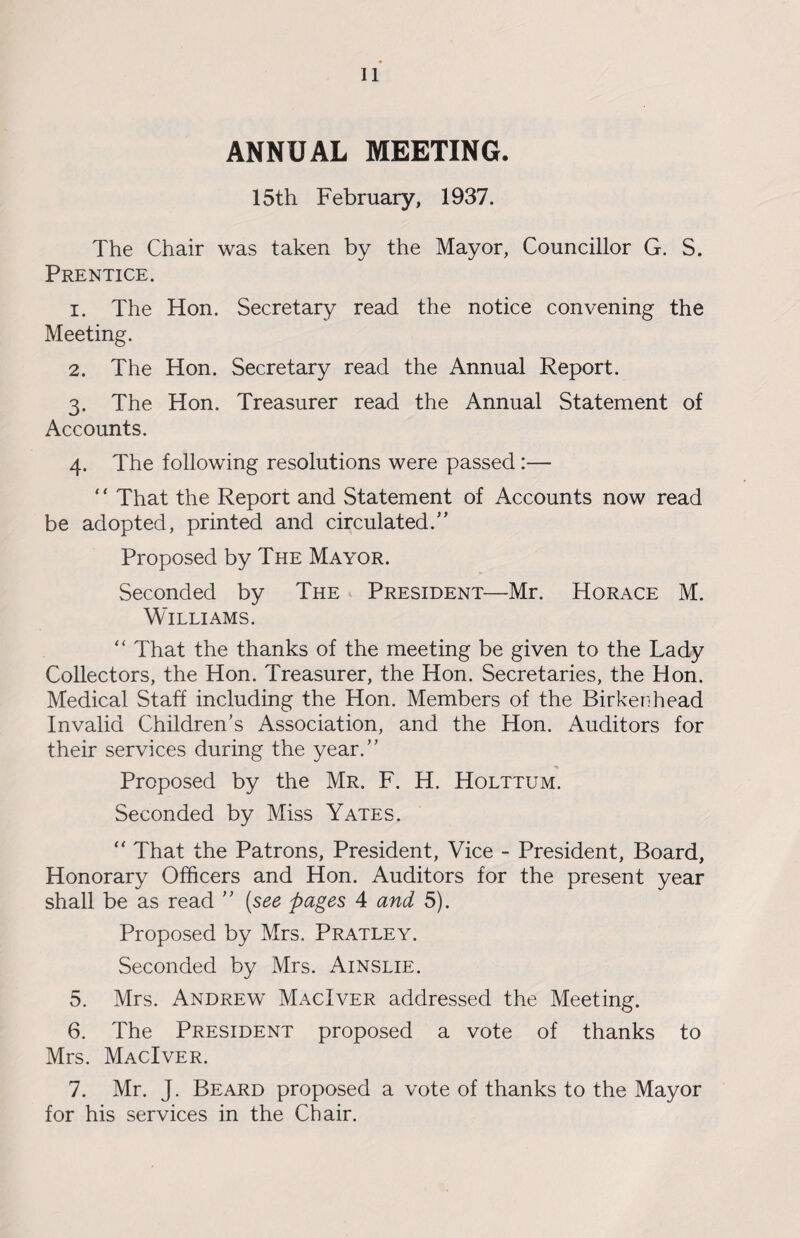 11
ANNUAL MEETING.
15th February, 1937.
The Chair was taken by the Mayor, Councillor G. S.
PRENTICE.
1. The Hon. Secretary read the notice convening the
Meeting.
2. The Hon. Secretary read the Annual Report.
3. The Hon. Treasurer read the Annual Statement of
Accounts.
4. The following resolutions were passed:—
“ That the Report and Statement of Accounts now read
be adopted, printed and circulated.”
Proposed by THE MAYOR.
Seconded by THE PRESIDENT—Mr. HORACE M.
WILLIAMS.
“ That the thanks of the meeting be given to the Lady
Collectors, the Hon. Treasurer, the Hon. Secretaries, the Hon.
Medical Staff including the Hon. Members of the Birkenhead
Invalid Children’s Association, and the Hon. Auditors for
their services during the year.”
Proposed by the MR. F. H. HOLTTUM.
Seconded by Miss YATES.
“ That the Patrons, President, Vice - President, Board,
Honorary Officers and Hon. Auditors for the present year
shall be as read ” (see pages 4 and 5).
Proposed by Mrs. PRATLEY.
Seconded by Mrs. AINSLIE.
5. Mrs. ANDREW MACIVER addressed the Meeting.
6. The PRESIDENT proposed a vote of thanks to
Mrs. MACIVER.
7. Mr. J. BEARD proposed a vote of thanks to the Mayor
for his services in the Chair.